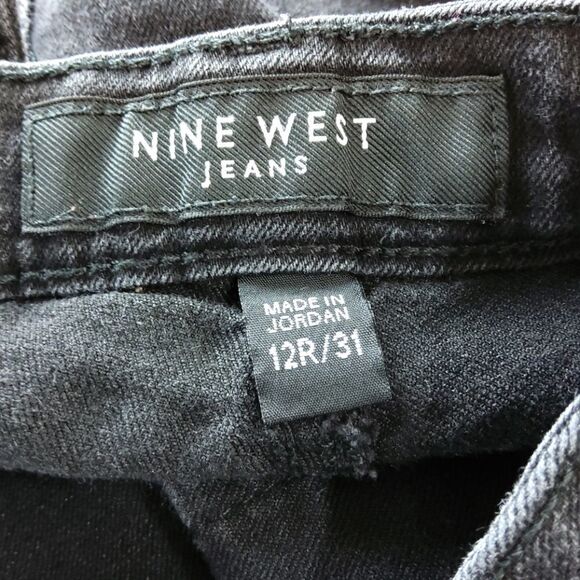 NINE WEST
JEANS
MADE IN
JORDAN
12R/31